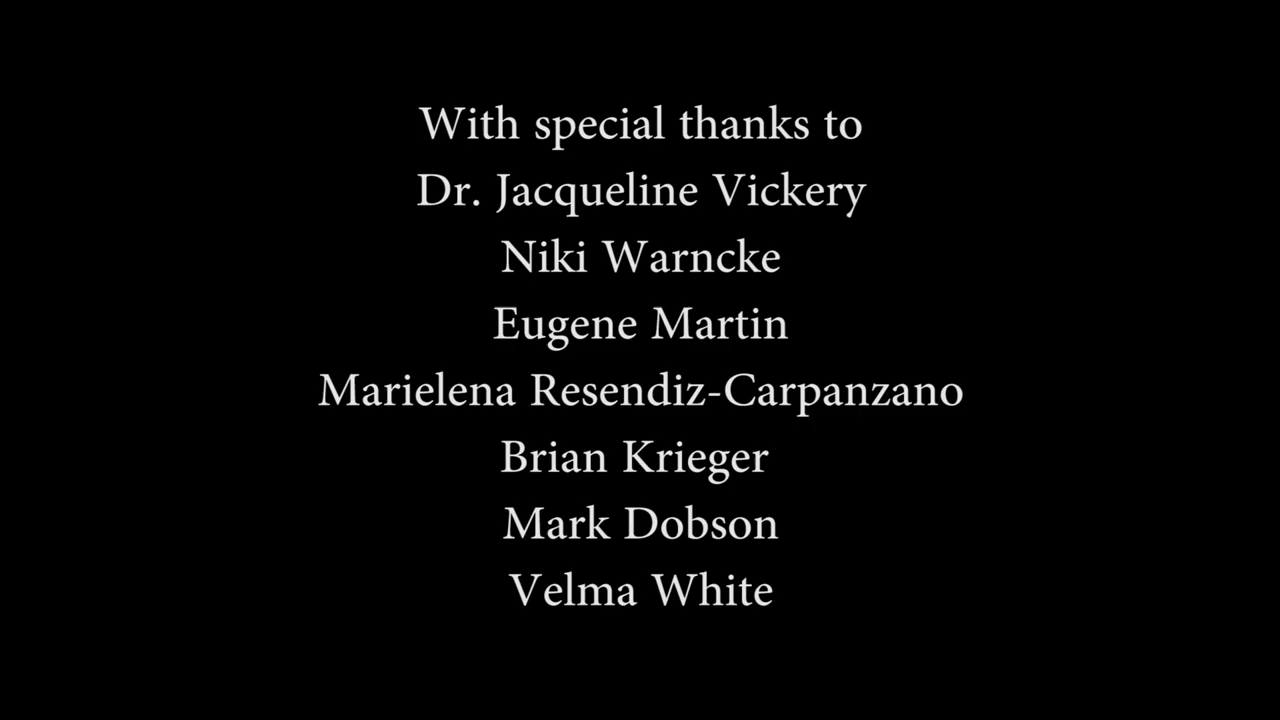 With special thanks to
Dr. Jacqueline Vickery
Niki Warncke
Eugene Martin
Marielena Resendiz-Carpanzano
Brian Krieger
Mark Dobson
Velma White